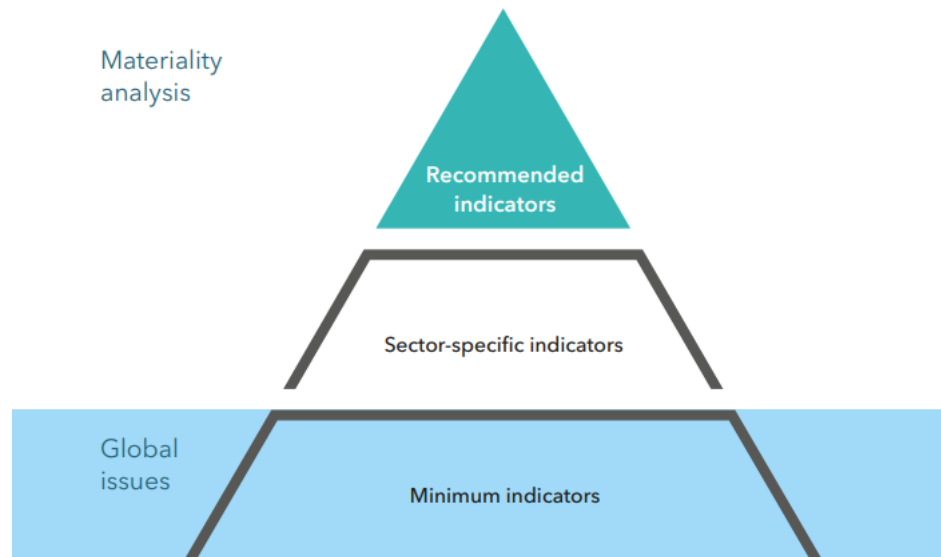 Materiality
analysis
Recommended
indicators
Sector-specific indicators
Global
issues
Minimum indicators